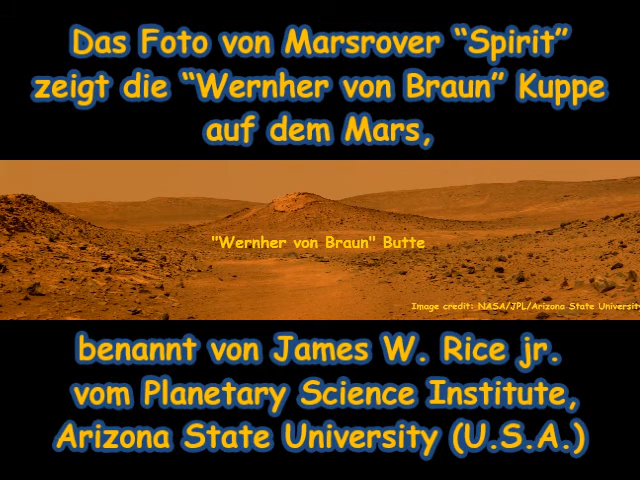 Das Foto von Marsrover “Spirit”
zeigt die “Wernher von Braun” Kuppe
auf dem Mars,
"Wernher von Braun" Butte
Image credit: NASA/JPL/Arizona State Universit
benannt von James W. Rice jr.
vom Planetary Science Institute,
Arizona State University (U.S.A.)